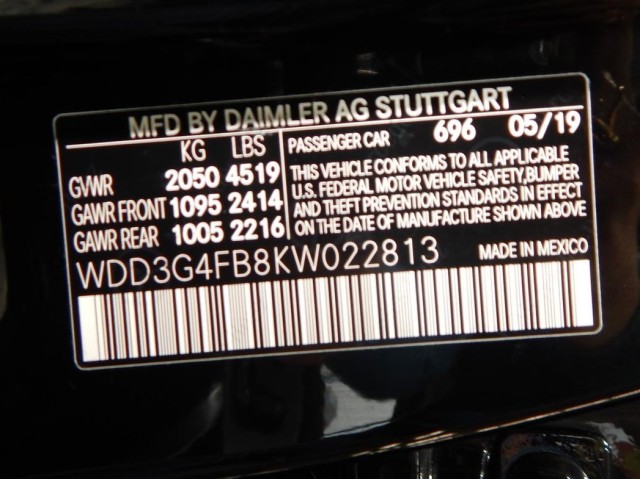 MFD BY DAIMLER AG STUTTGART
KG LBS
GVWR 2050 4519
GAWR FRONT 1095 2414
GAWR REAR 1005 2216
PASSENGER CAR 696 05/19
THIS VEHICLE CONFORMS TO ALL APPLICABLE
U.S. FEDERAL MOTOR VEHICLE SAFETY,BUMPER
AND THEFT PREVENTION STANDARDS IN EFFECT
ON THE DATE OF MANUFACTURE SHOWN ABOVE
WDD3G4FB8KW022813
MADE IN MEXICO